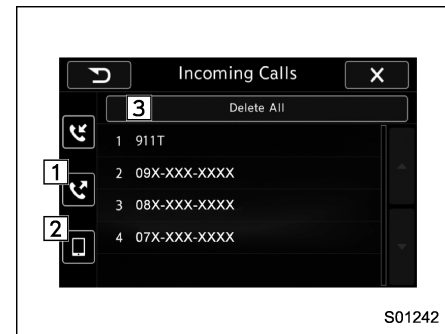 Incoming Calls
X
3 Delete All
1 911T
1
2 09X-XXX-XXXX
3 08X-XXX-XXXX
2
4 07X-XXX-XXXX
S01242